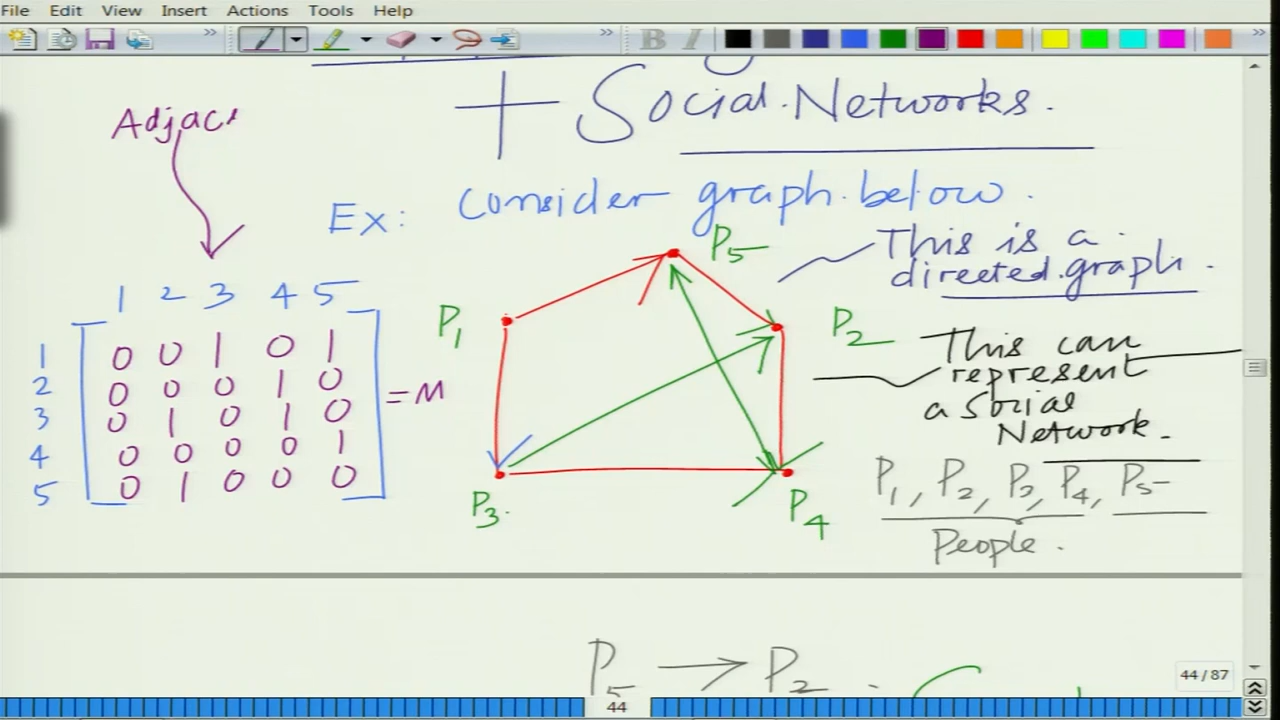 File Edit View Insert Actions Tools Help
B I
+ Social Networks.
Adjac
Ex: Consider graph below.
This is a
directed graph.
P1
P5
P2
P3.
P4
1 2 3 4 5
1 0 0 1 0 1
2 0 0 0 1 0
3 0 1 0 1 0
4 0 0 0 0 1
5 0 1 0 0 0
= M
This can
represent
a Social
Network.
P1, P2, P3, P4, P5
People.
P5 → P2.
44 / 87
44